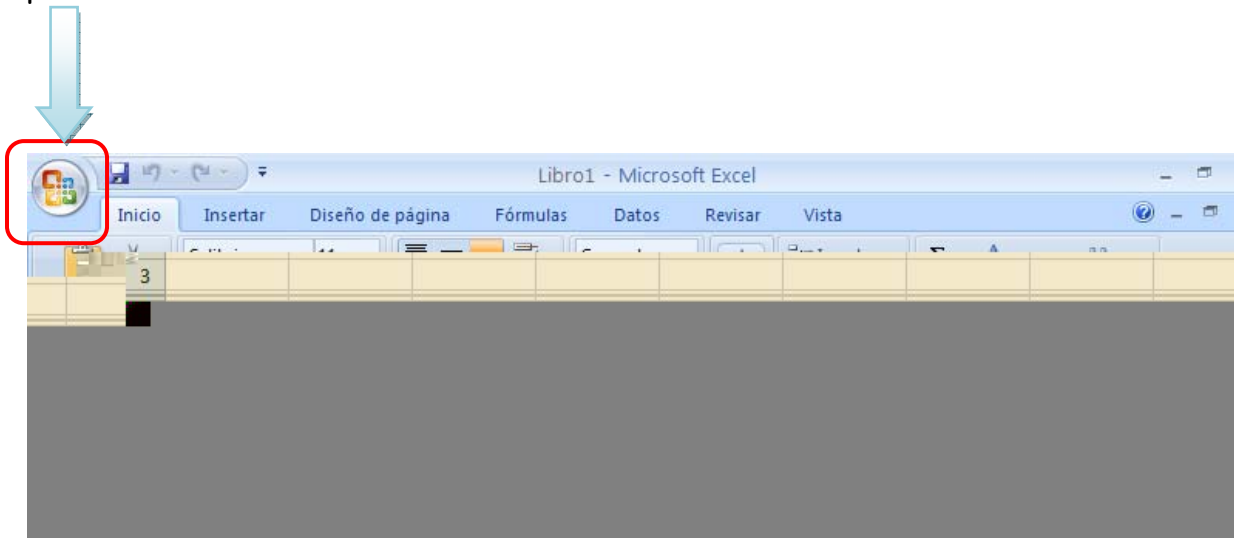 Libro1 - Microsoft Excel
Inicio Insertar Diseño de página Fórmulas Datos Revisar Vista
3